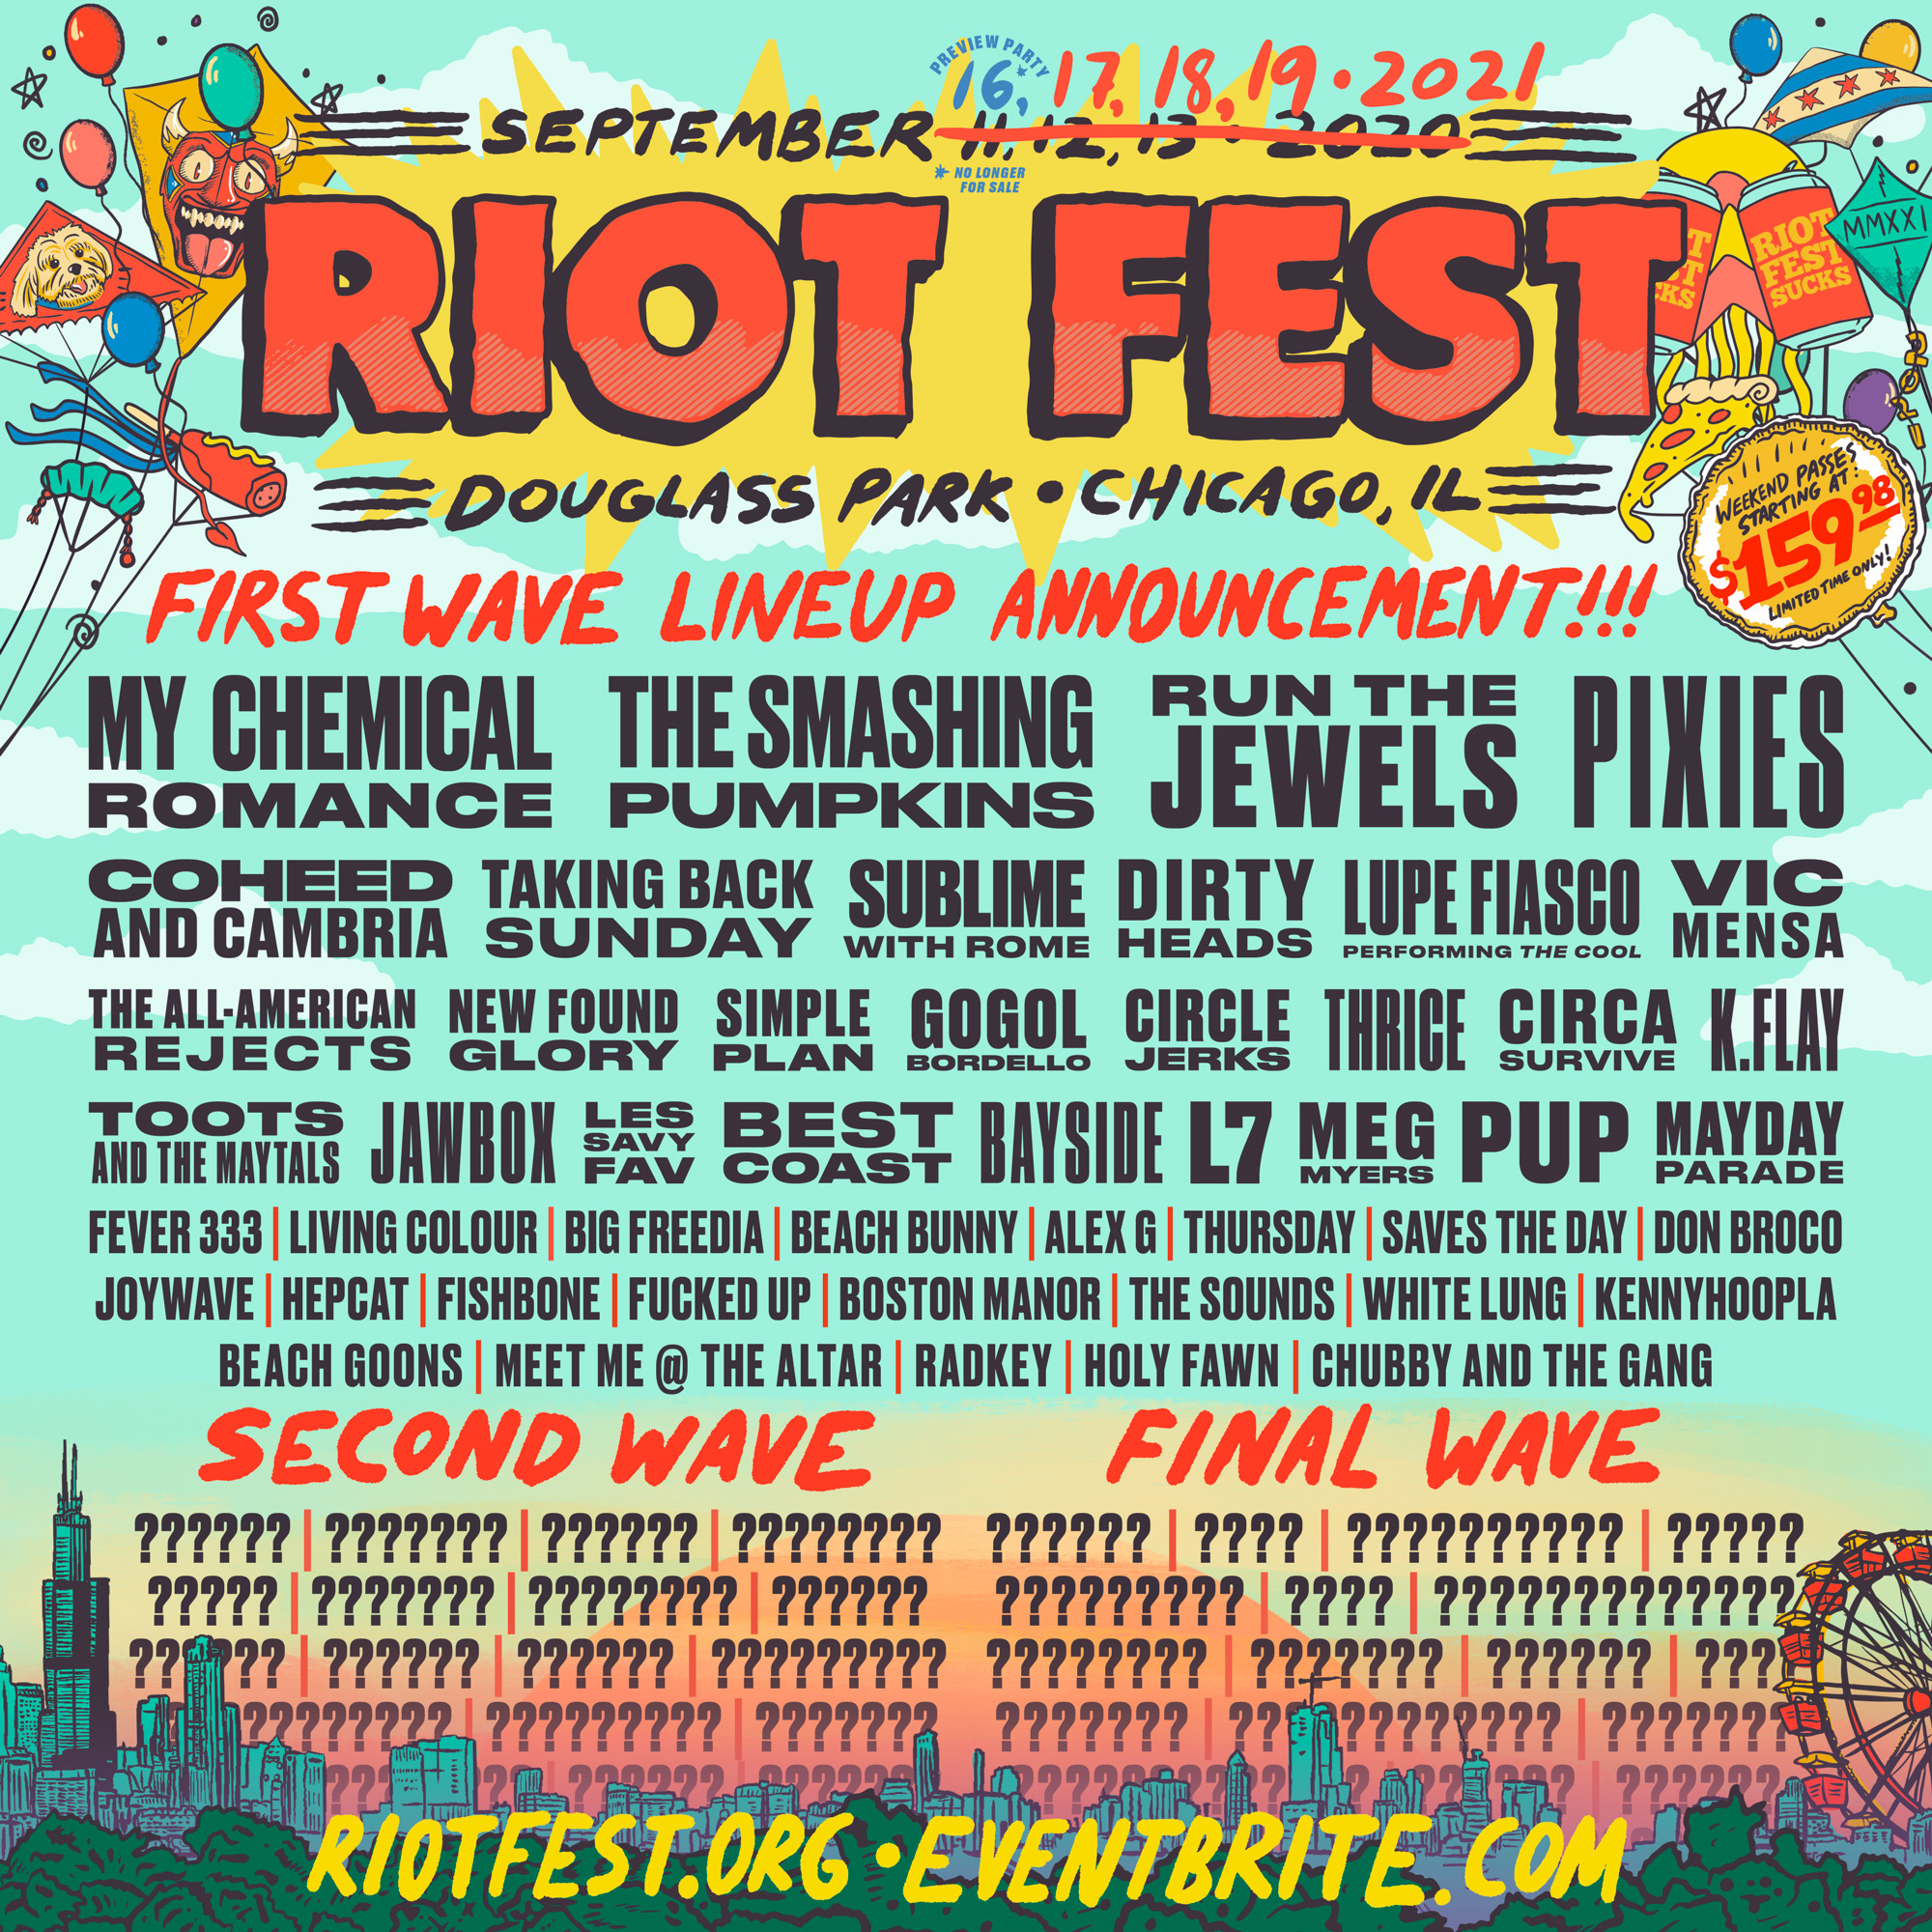 PREVIEW PARTY
16,* 17, 18, 19 • 2021
SEPTEMBER 11, 12, 13 • 2020
* NO LONGER
FOR SALE
RIOT FEST
RIOT
FEST
SUCKS
MMXXI
DOUGLASS PARK • CHICAGO, IL
WEEKEND PASSES
STARTING AT
$159.98
LIMITED TIME ONLY!
FIRST WAVE LINEUP ANNOUNCEMENT!!!
MY CHEMICAL ROMANCE THE SMASHING PUMPKINS RUN THE JEWELS PIXIES
COHEED AND CAMBRIA TAKING BACK SUNDAY SUBLIME WITH ROME DIRTY HEADS LUPE FIASCO PERFORMING THE COOL VIC MENSA
THE ALL-AMERICAN REJECTS NEW FOUND GLORY SIMPLE PLAN GOGOL BORDELLO CIRCLE JERKS THRICE CIRCA SURVIVE K.FLAY
TOOTS AND THE MAYTALS JAWBOX LES SAVY FAV BEST COAST BAYSIDE L7 MEG MYERS PUP MAYDAY PARADE
FEVER 333 | LIVING COLOUR | BIG FREEDIA | BEACH BUNNY | ALEX G | THURSDAY | SAVES THE DAY | DON BROCO
JOYWAVE | HEPCAT | FISHBONE | FUCKED UP | BOSTON MANOR | THE SOUNDS | WHITE LUNG | KENNYHOOPLA
BEACH GOONS | MEET ME @ THE ALTAR | RADKEY | HOLY FAWN | CHUBBY AND THE GANG
SECOND WAVE
?????? | ??????? | ?????? | ????????
????? | ??????? | ???????? | ??????
?????? | ?????? | ?????? | ?????????
FINAL WAVE
?????? | ???? | ?????????? | ?????
????????? | ???? | ?????????????
???????? | ??????? | ?????? | ???
RIOTFEST.ORG • EVENTBRITE.COM